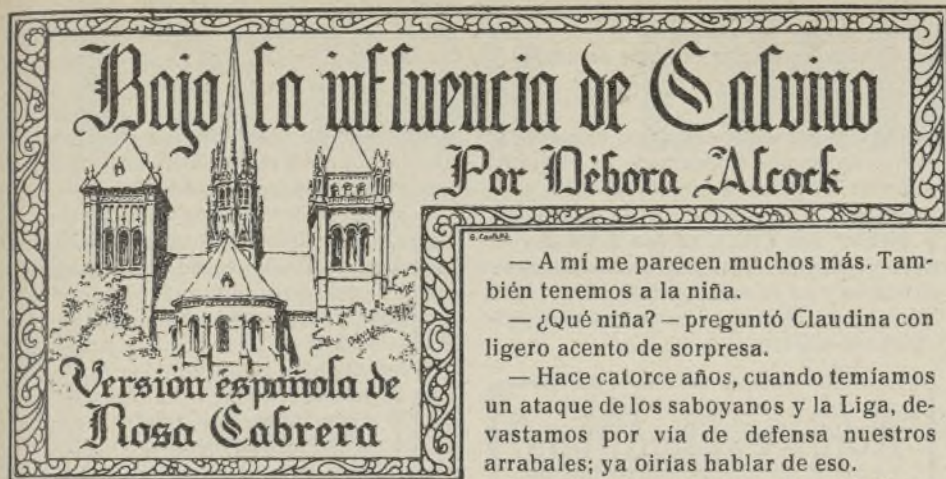 Bajo la influencia de Calvino
Por Débora Alcock
Versión española de
Rosa Cabrera
— A mí me parecen muchos más. Tam-
bién tenemos a la niña.
— ¿Qué niña? — preguntó Claudina con
ligero acento de sorpresa.
— Hace catorce años, cuando temíamos
un ataque de los saboyanos y la Liga, de-
vastamos por vía de defensa nuestros
arrabales; ya oirías hablar de eso.